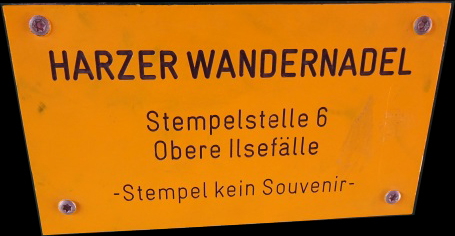 HARZER WANDERNADEL
Stempelstelle 6
Obere Ilsefälle
-Stempel kein Souvenir-